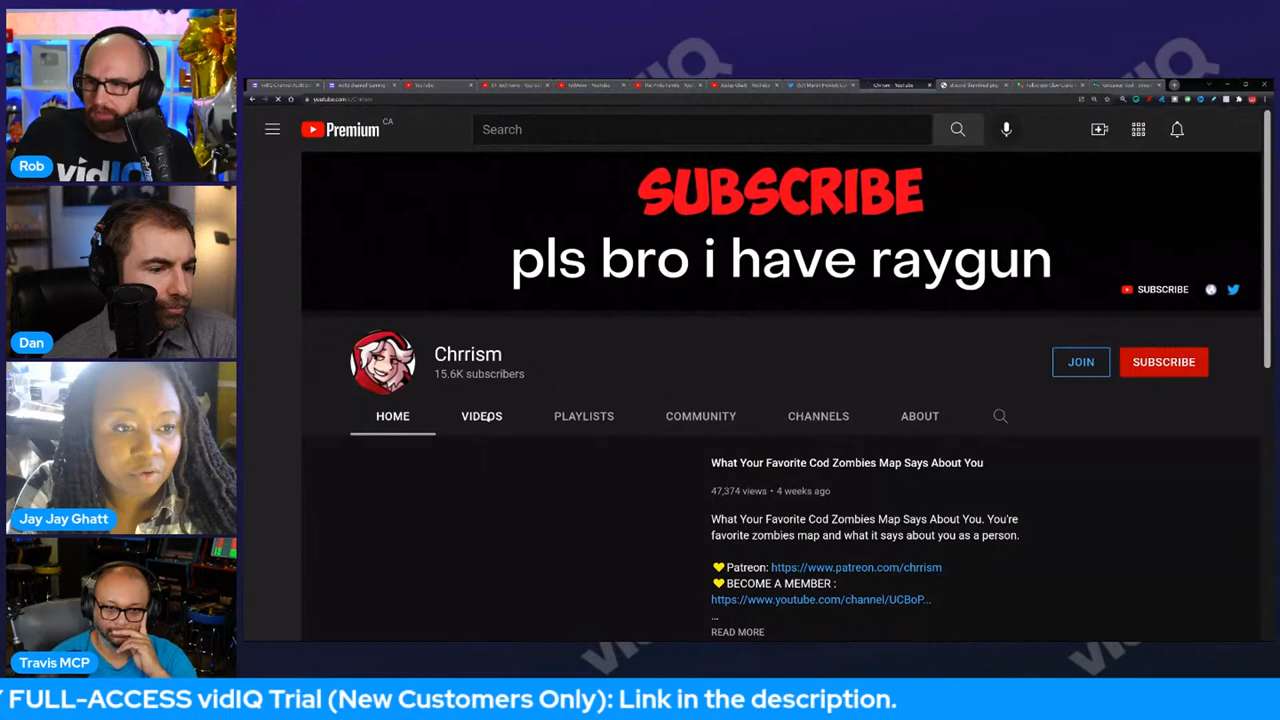 Rob
vidIQ
Dan
Jay Jay Ghatt
Travis MCP
Premium
CA
Search
SUBSCRIBE
pls bro i have raygun
SUBSCRIBE
Chrrism
15.6K subscribers
JOIN
SUBSCRIBE
HOME
VIDEOS
PLAYLISTS
COMMUNITY
CHANNELS
ABOUT
What Your Favorite Cod Zombies Map Says About You
47,374 views • 4 weeks ago
What Your Favorite Cod Zombies Map Says About You. You're
favorite zombies map and what it says about you as a person.
💛Patreon: https://www.patreon.com/chrrism
💛BECOME A MEMBER :
https://www.youtube.com/channel/UCBoP...
...
READ MORE
FULL-ACCESS vidIQ Trial (New Customers Only): Link in the description.